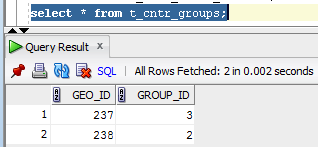 select * from t_cntr_groups;
Query Result
SQL | All Rows Fetched: 2 in 0.002 seconds
GEO_ID GROUP_ID
1 237 3
2 238 2